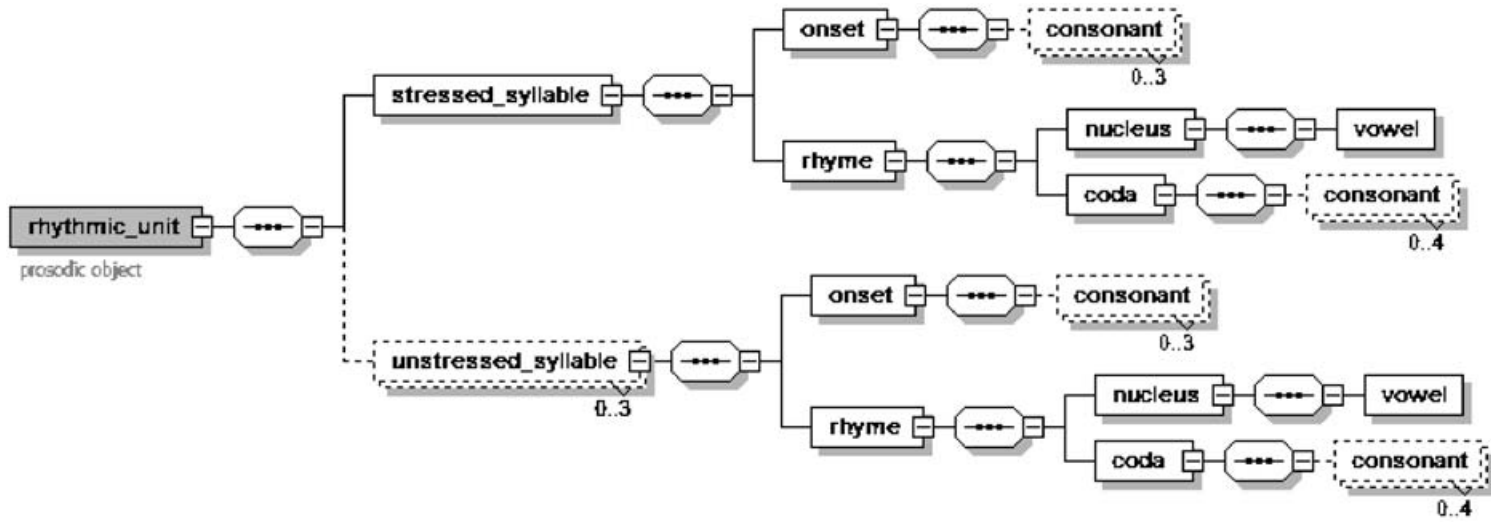 onset
consonant
0..3
stressed_syllable
nucleus
vowel
rhyme
coda
consonant
0..4
rhythmic_unit
prosodic object
onset
consonant
0..3
unstressed_syllable
0..3
nucleus
vowel
rhyme
coda
consonant
0..4